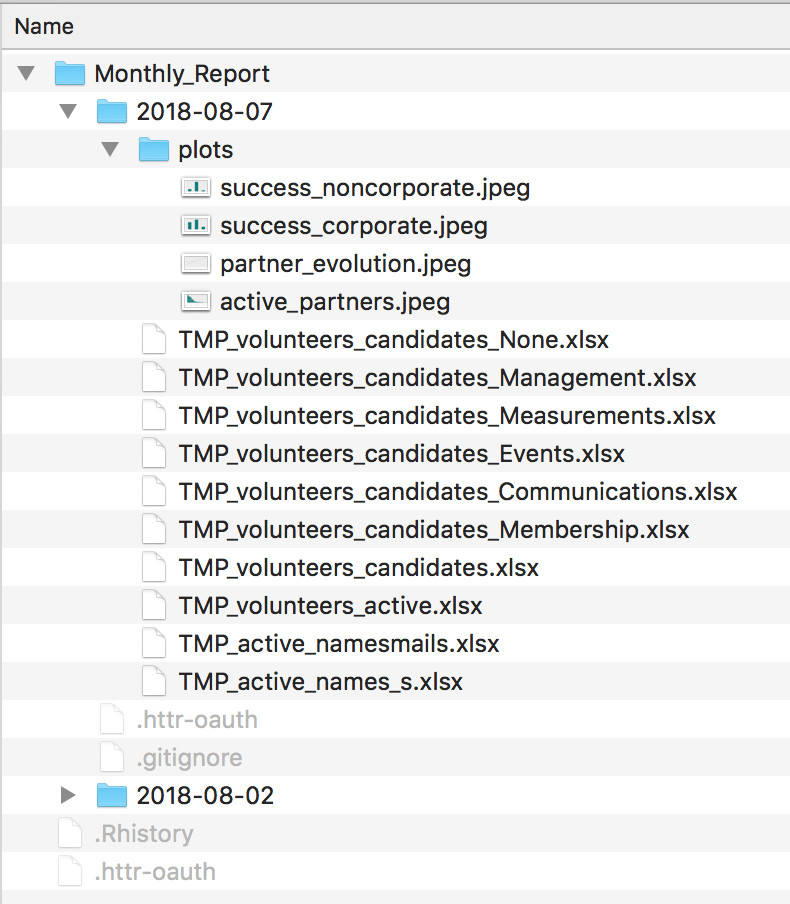 Name
Monthly_Report
2018-08-07
plots
success_noncorporate.jpeg
success_corporate.jpeg
partner_evolution.jpeg
active_partners.jpeg
TMP_volunteers_candidates_None.xlsx
TMP_volunteers_candidates_Management.xlsx
TMP_volunteers_candidates_Measurements.xlsx
TMP_volunteers_candidates_Events.xlsx
TMP_volunteers_candidates_Communications.xlsx
TMP_volunteers_candidates_Membership.xlsx
TMP_volunteers_candidates.xlsx
TMP_volunteers_active.xlsx
TMP_active_namesmails.xlsx
TMP_active_names_s.xlsx
.httr-oauth
.gitignore
2018-08-02
.Rhistory
.httr-oauth